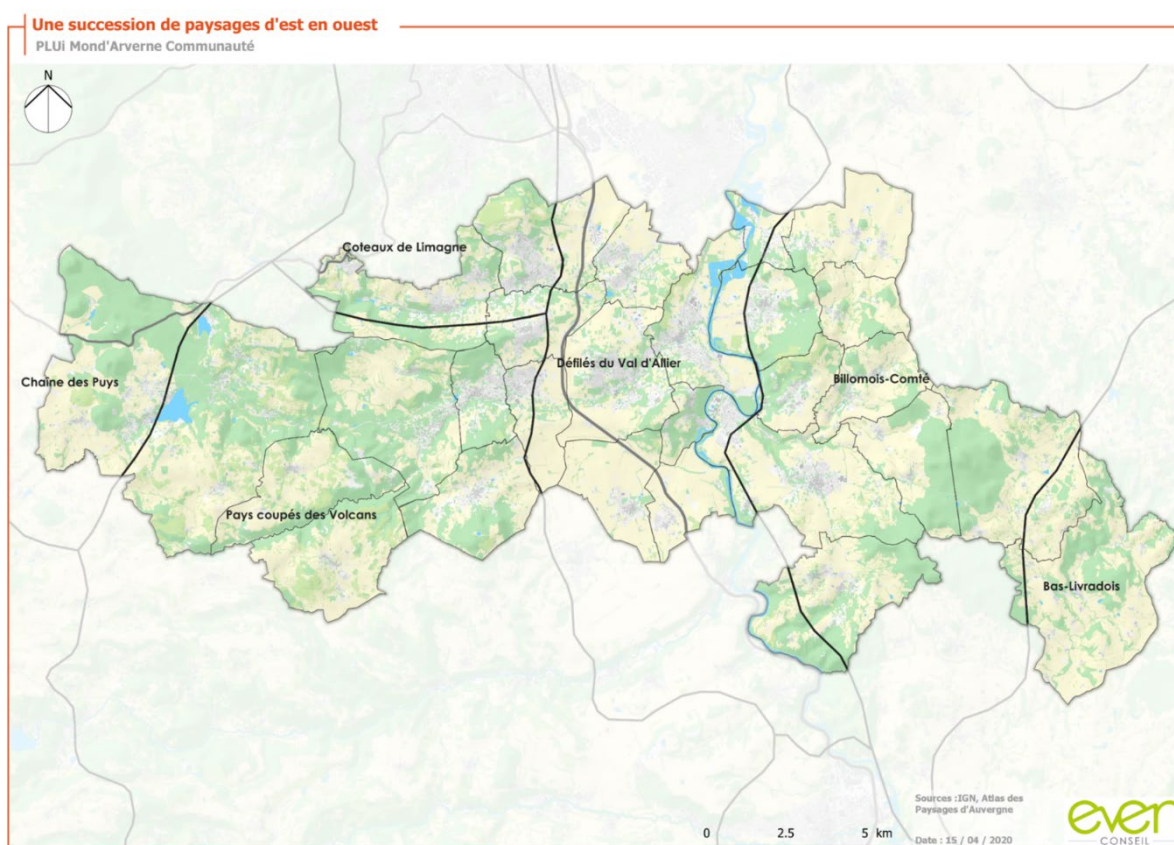 Une succession de paysages d'est en ouest
PLUi Mond'Arverne Communauté
N
Coteaux de Limagne
Chaîne des Puys
Défilés du Val d'Allier
Billomois-Comté
Pays coupés des Volcans
Bas-Livradois
Sources :IGN, Atlas des
Paysages d'Auvergne
0 2.5 5 km
Date : 15 / 04 / 2020
even
CONSEIL